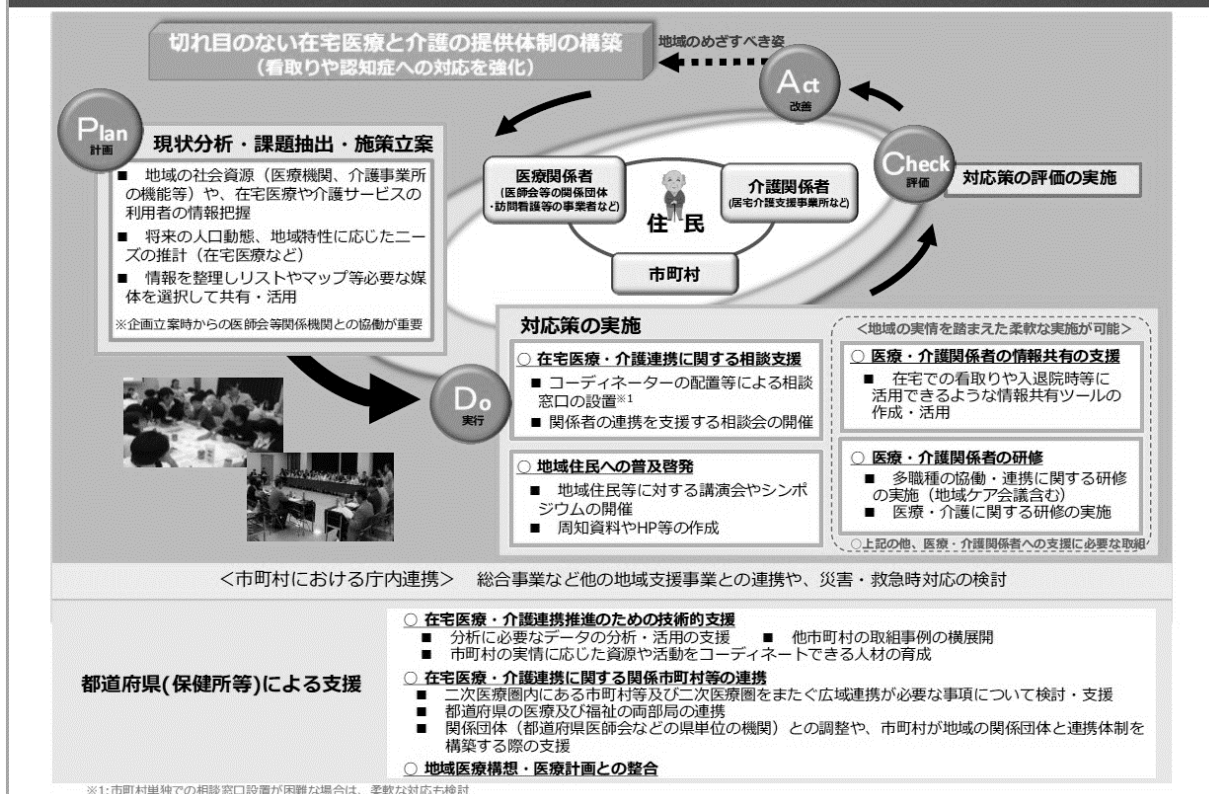 切れ目のない在宅医療と介護の提供体制の構築
（看取りや認知症への対応を強化）
地域のめざすべき姿
Act
改善
Plan
計画
現状分析・課題抽出・施策立案
■ 地域の社会資源（医療機関、介護事業所
の機能等）や、在宅医療や介護サービスの
利用者の情報把握
■ 将来の人口動態、地域特性に応じたニー
ズの推計（在宅医療など）
■ 情報を整理しリストやマップ等必要な媒
体を選択して共有・活用
※企画立案時からの医師会等関係機関との協働が重要
医療関係者
(医師会等の関係団体
・訪問看護等の事業者など)
介護関係者
(居宅介護支援事業所など)
住民
市町村
Check
評価
対応策の評価の実施
Do
実行
対応策の実施
○ 在宅医療・介護連携に関する相談支援
■ コーディネーターの配置等による相談
窓口の設置※1
■ 関係者の連携を支援する相談会の開催
○ 地域住民への普及啓発
■ 地域住民等に対する講演会やシンポ
ジウムの開催
■ 周知資料やHP等の作成
＜地域の実情を踏まえた柔軟な実施が可能＞
○ 医療・介護関係者の情報共有の支援
■ 在宅での看取りや入退院時等に
活用できるような情報共有ツールの
作成・活用
○ 医療・介護関係者の研修
■ 多職種の協働・連携に関する研修
の実施（地域ケア会議含む）
■ 医療・介護に関する研修の実施
○上記の他、医療・介護関係者への支援に必要な取組
＜市町村における庁内連携＞ 総合事業など他の地域支援事業との連携や、災害・救急時対応の検討
都道府県(保健所等)による支援
○ 在宅医療・介護連携推進のための技術的支援
■ 分析に必要なデータの分析・活用の支援 ■ 他市町村の取組事例の横展開
■ 市町村の実情に応じた資源や活動をコーディネートできる人材の育成
○ 在宅医療・介護連携に関する関係市町村等の連携
■ 二次医療圏内にある市町村等及び二次医療圏をまたぐ広域連携が必要な事項について検討・支援
■ 都道府県の医療及び福祉の両部局の連携
■ 関係団体（都道府県医師会などの県単位の機関）との調整や、市町村が地域の関係団体と連携体制を
構築する際の支援
○ 地域医療構想・医療計画との整合
※1:市町村単独での相談窓口設置が困難な場合は、柔軟な対応も検討